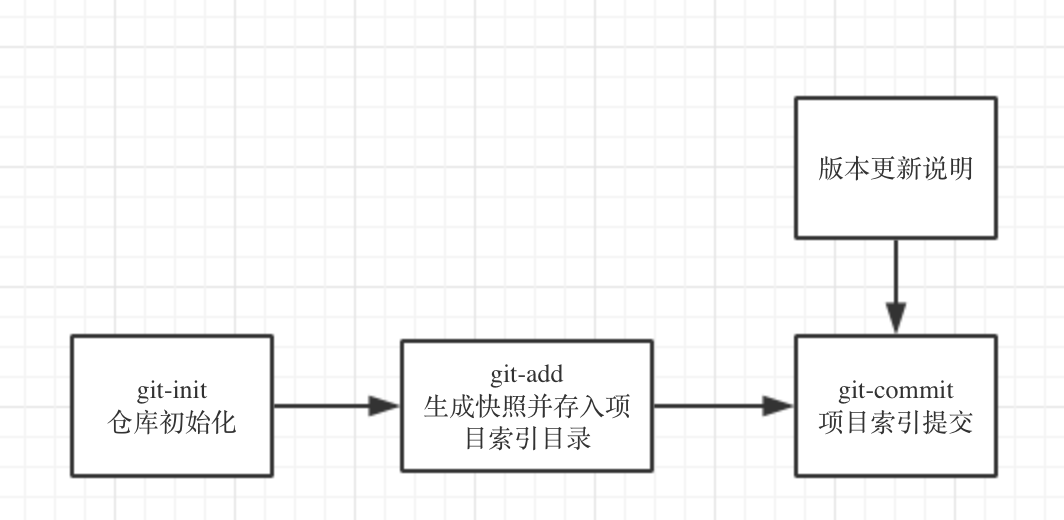 版本更新说明
git-init
仓库初始化
git-add
生成快照并存入项
目索引目录
git-commit
项目索引提交